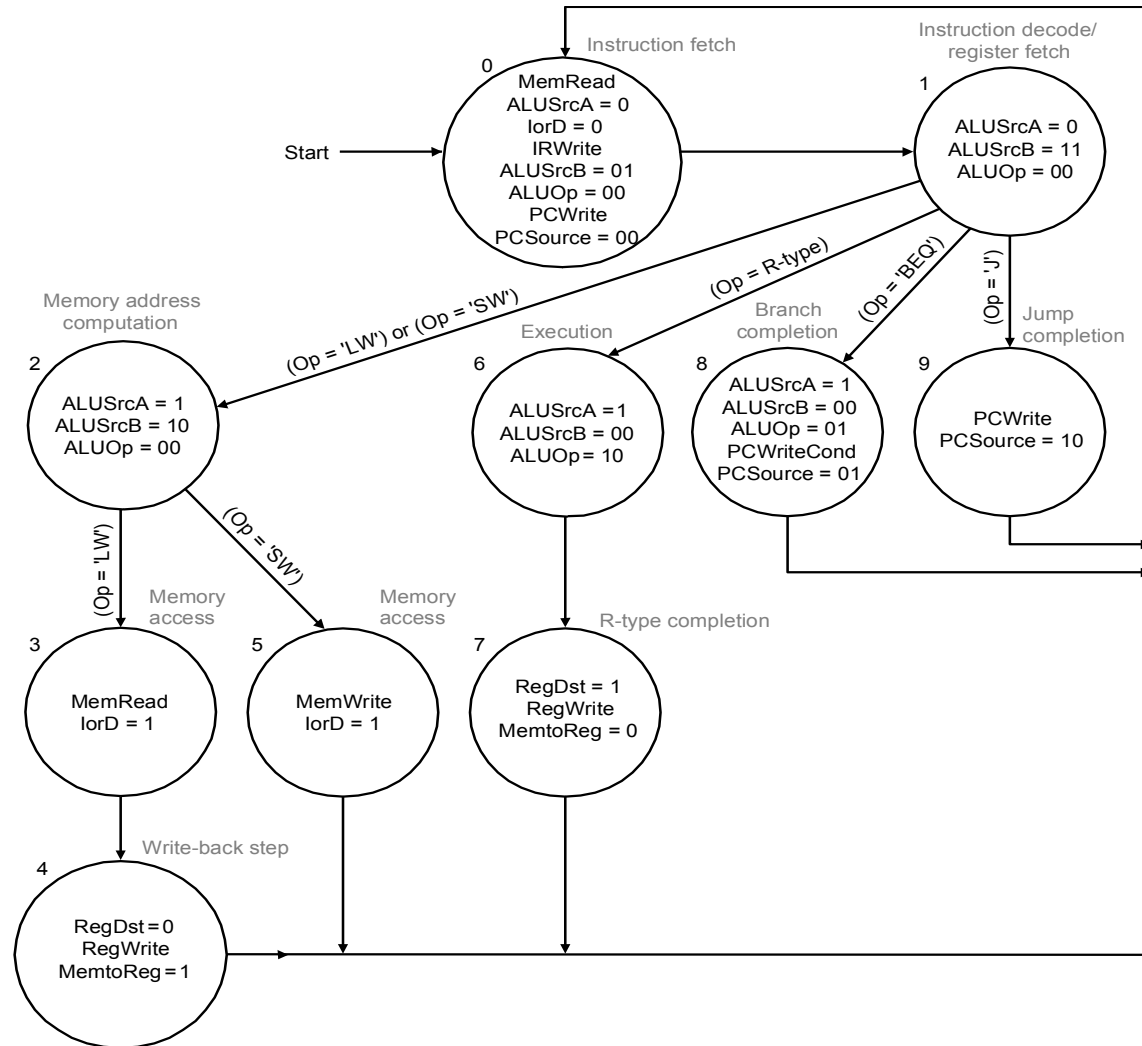 Instruction fetch
0
MemRead
ALUSrcA = 0
IorD = 0
IRWrite
ALUSrcB = 01
ALUOp = 00
PCWrite
PCSource = 00
Start
Instruction decode/
register fetch
1
ALUSrcA = 0
ALUSrcB = 11
ALUOp = 00
(Op = 'LW') or (Op = 'SW')
(Op = R-type)
(Op = 'BEQ')
(Op = 'J')
Memory address
computation
2
ALUSrcA = 1
ALUSrcB = 10
ALUOp = 00
Execution
6
ALUSrcA = 1
ALUSrcB = 00
ALUOp = 10
Branch
completion
8
ALUSrcA = 1
ALUSrcB = 00
ALUOp = 01
PCWriteCond
PCSource = 01
Jump
completion
9
PCWrite
PCSource = 10
(Op = 'LW')
(Op = 'SW')
Memory
access
3
MemRead
IorD = 1
Memory
access
5
MemWrite
IorD = 1
R-type completion
7
RegDst = 1
RegWrite
MemtoReg = 0
Write-back step
4
RegDst = 0
RegWrite
MemtoReg = 1